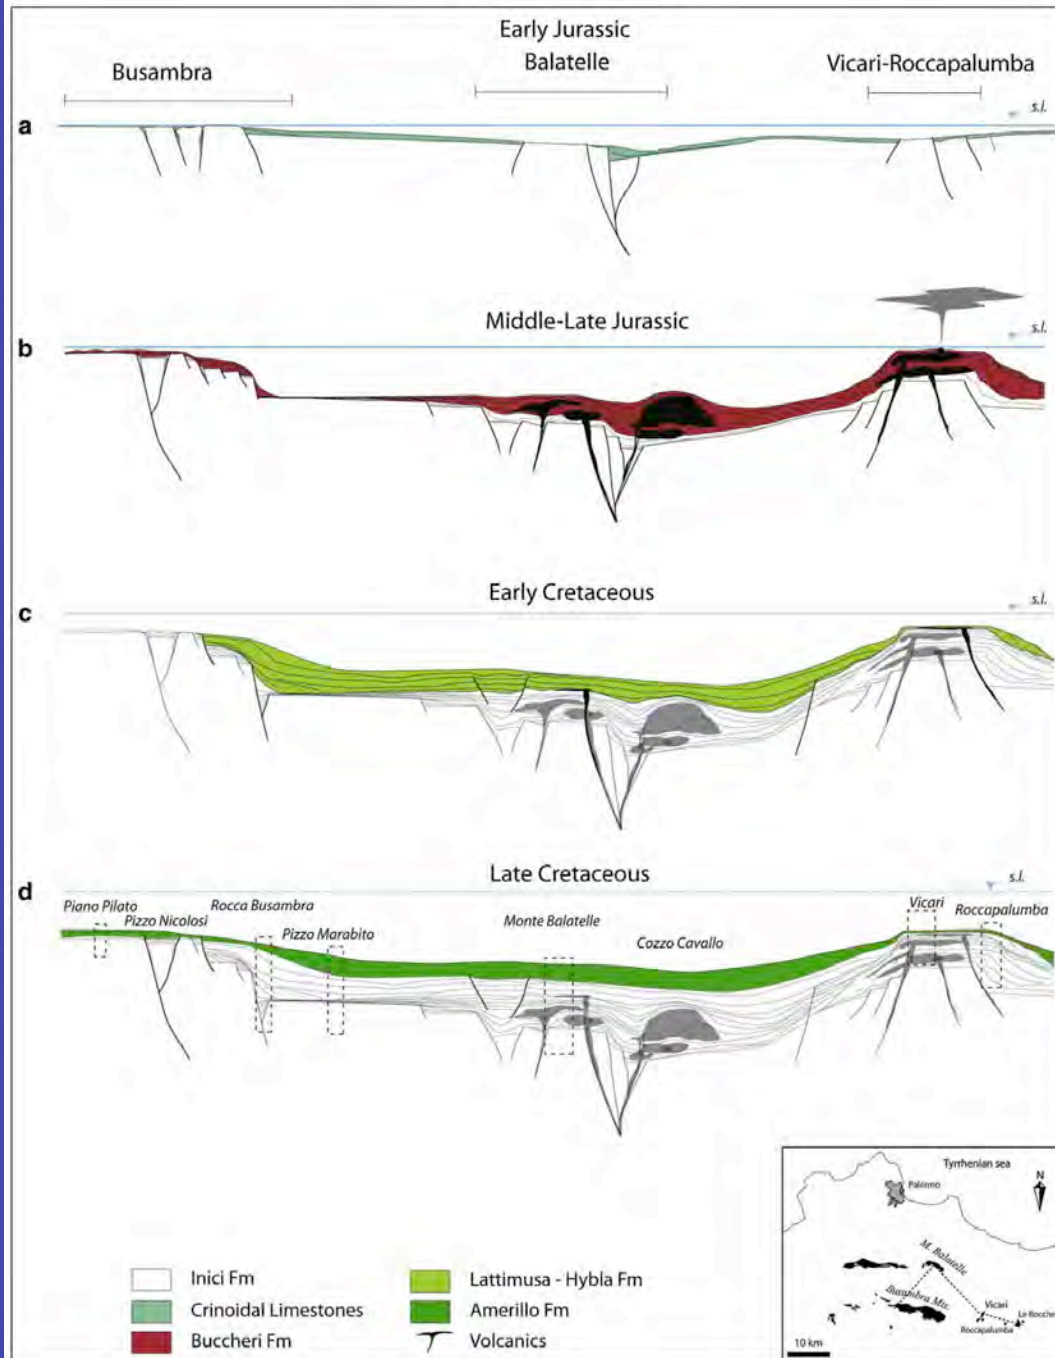 Early Jurassic
Busambra
Balatelle
Vicari-Roccapalumba
a
s.l.
Middle-Late Jurassic
b
s.l.
Early Cretaceous
c
s.l.
Late Cretaceous
d
s.l.
Piano Pilato
Pizzo Nicolosi
Rocca Busambra
Pizzo Marabito
Monte Balatelle
Cozzo Cavallo
Vicari
Roccapalumba
Inici Fm
Crinoidal Limestones
Buccheri Fm
Lattimusa - Hybla Fm
Amerillo Fm
Volcanics
Tyrrhenian sea
N
Palermo
M. Balatelle
Busambra Mts.
Vicari
Roccapalumba
La Rocche
10 km